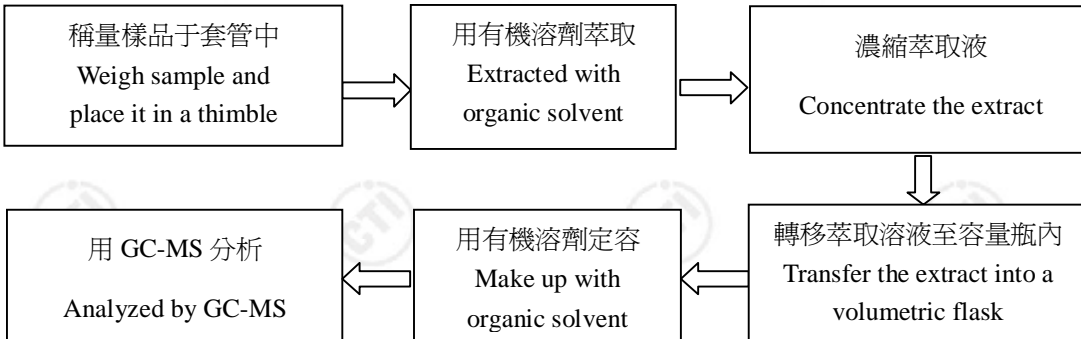 稱量樣品于套管中
Weigh sample and
place it in a thimble
用有機溶劑萃取
Extracted with
organic solvent
濃縮萃取液
Concentrate the extract
轉移萃取溶液至容量瓶內
Transfer the extract into a
volumetric flask
用有機溶劑定容
Make up with
organic solvent
用 GC-MS 分析
Analyzed by GC-MS
CTI
CTI
CTI